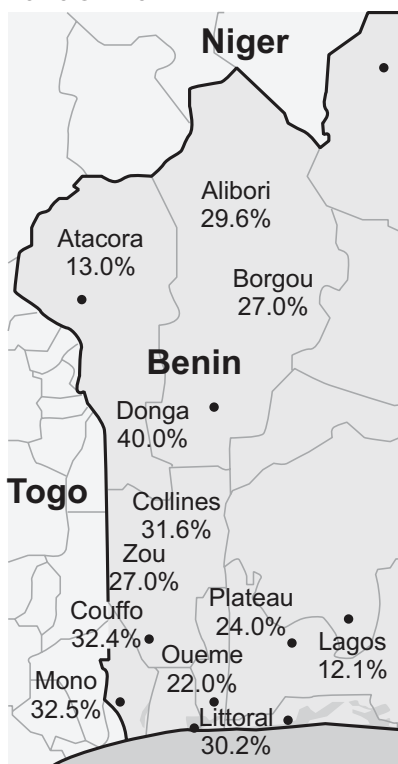 Niger
Alibori
29.6%
Atacora
13.0%
Borgou
27.0%
Benin
Donga
40.0%
Togo
Collines
31.6%
Zou
27.0%
Couffo
32.4%
Plateau
24.0%
Lagos
12.1%
Oueme
22.0%
Mono
32.5%
Littoral
30.2%